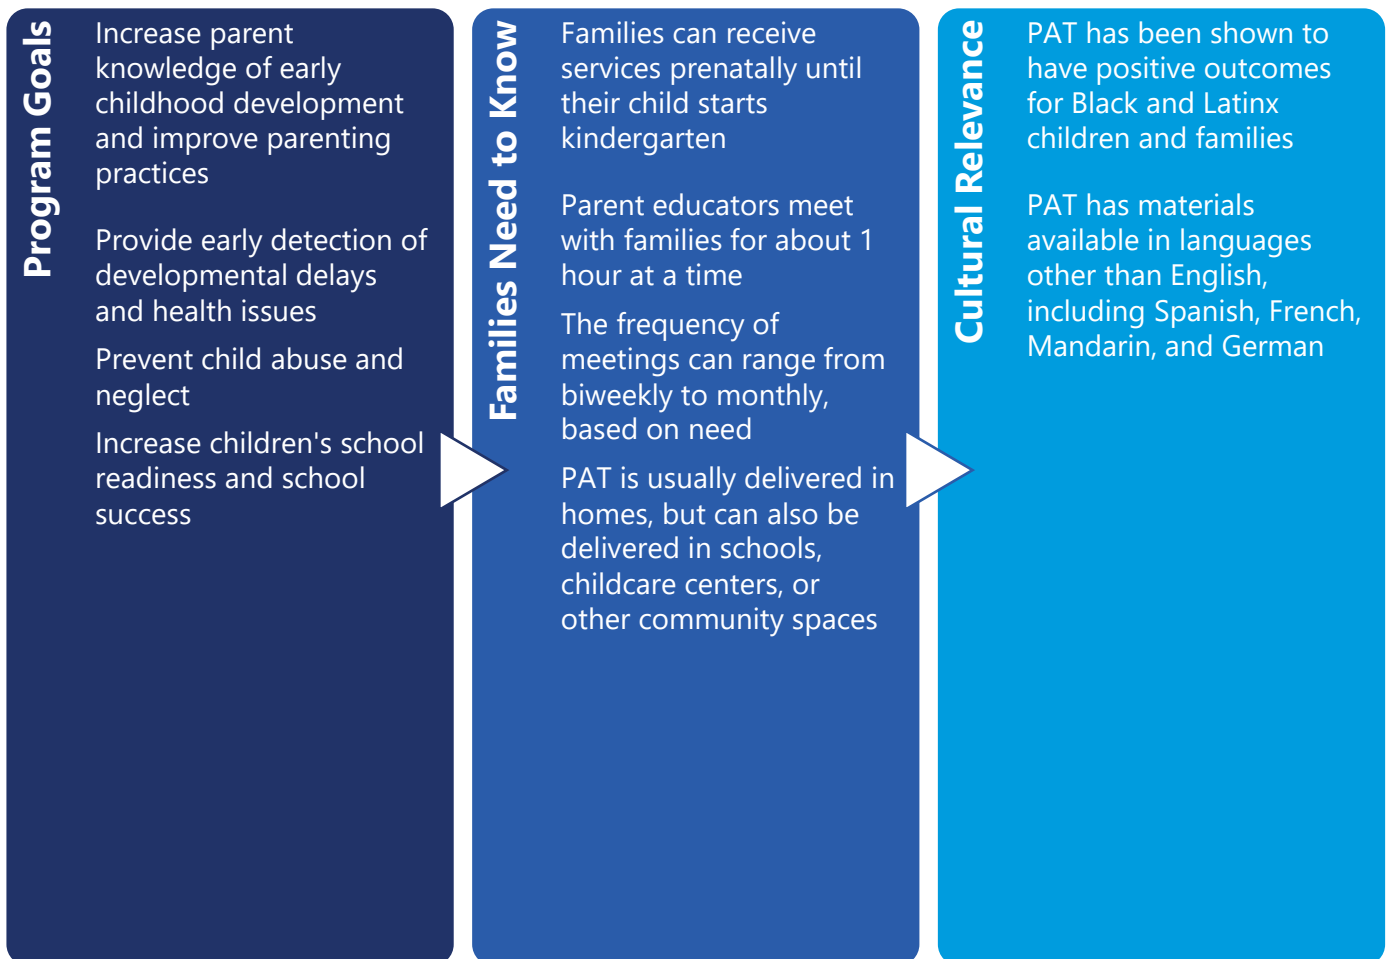 Program Goals
Increase parent
knowledge of early
childhood development
and improve parenting
practices
Provide early detection of
developmental delays
and health issues
Prevent child abuse and
neglect
Increase children's school
readiness and school
success
Families Need to Know
Families can receive
services prenatally until
their child starts
kindergarten
Parent educators meet
with families for about 1
hour at a time
The frequency of
meetings can range from
biweekly to monthly,
based on need
PAT is usually delivered in
homes, but can also be
delivered in schools,
childcare centers, or
other community spaces
Cultural Relevance
PAT has been shown to
have positive outcomes
for Black and Latinx
children and families
PAT has materials
available in languages
other than English,
including Spanish, French,
Mandarin, and German